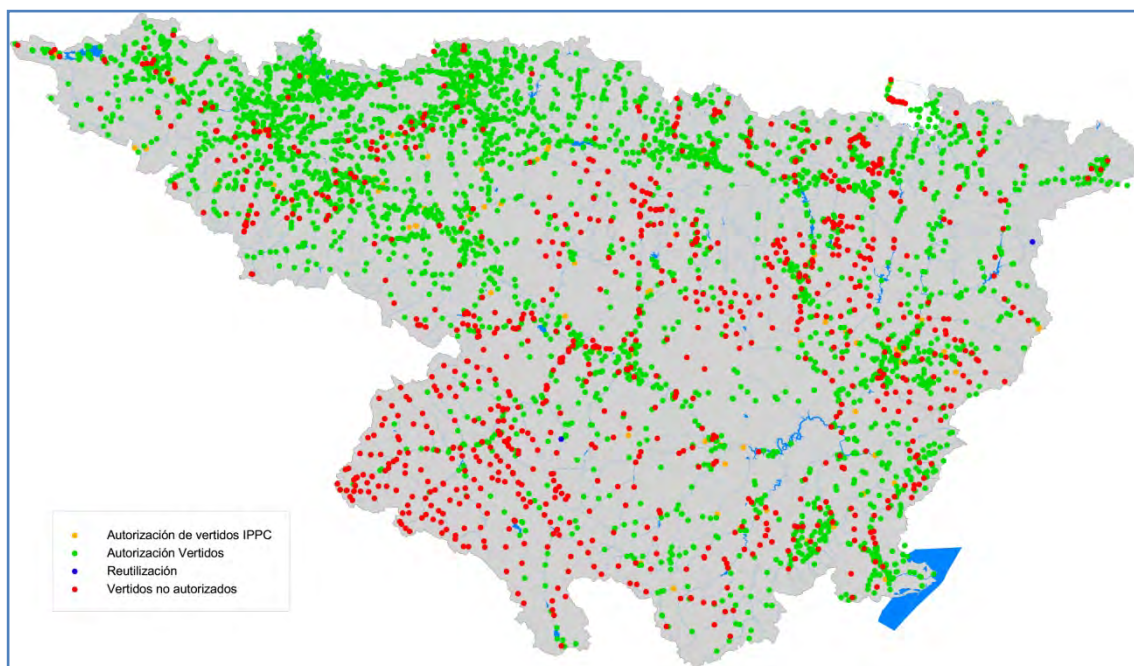 Autorización de vertidos IPPC
Autorización Vertidos
Reutilización
Vertidos no autorizados